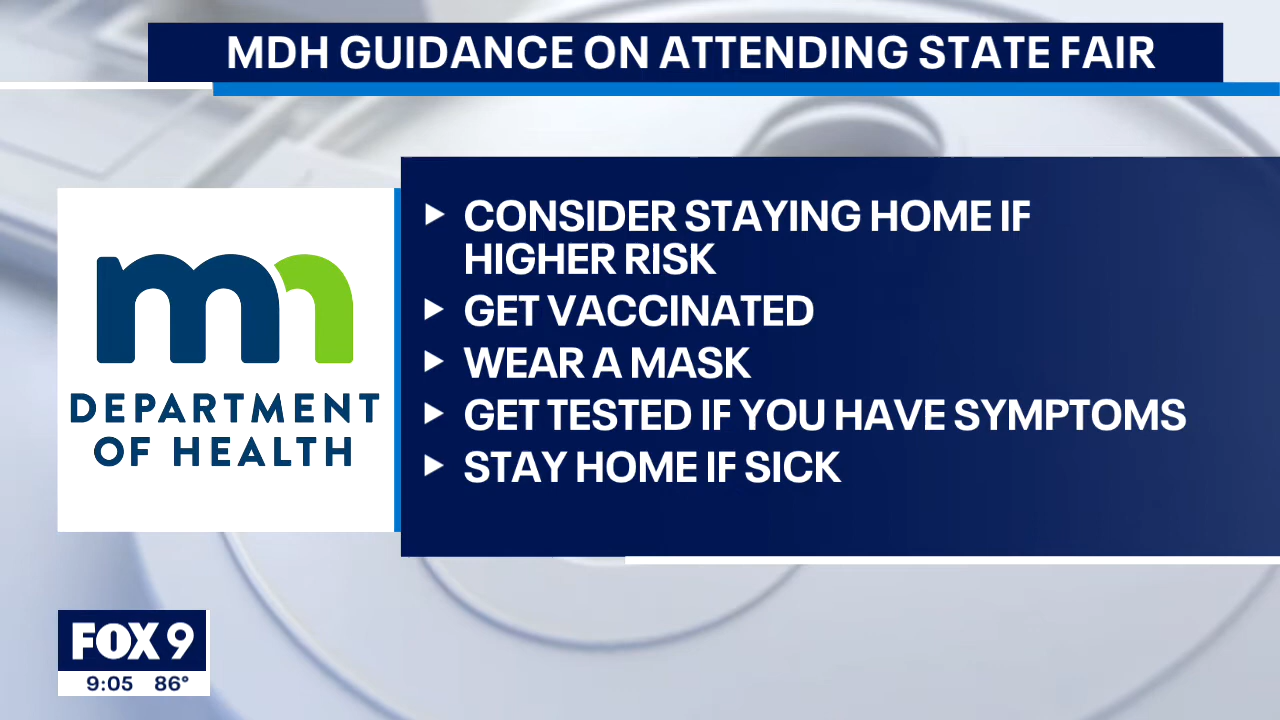 MDH GUIDANCE ON ATTENDING STATE FAIR
mn
DEPARTMENT
OF HEALTH
CONSIDER STAYING HOME IF
HIGHER RISK
GET VACCINATED
WEAR A MASK
GET TESTED IF YOU HAVE SYMPTOMS
STAY HOME IF SICK
FOX 9
9:05 86°